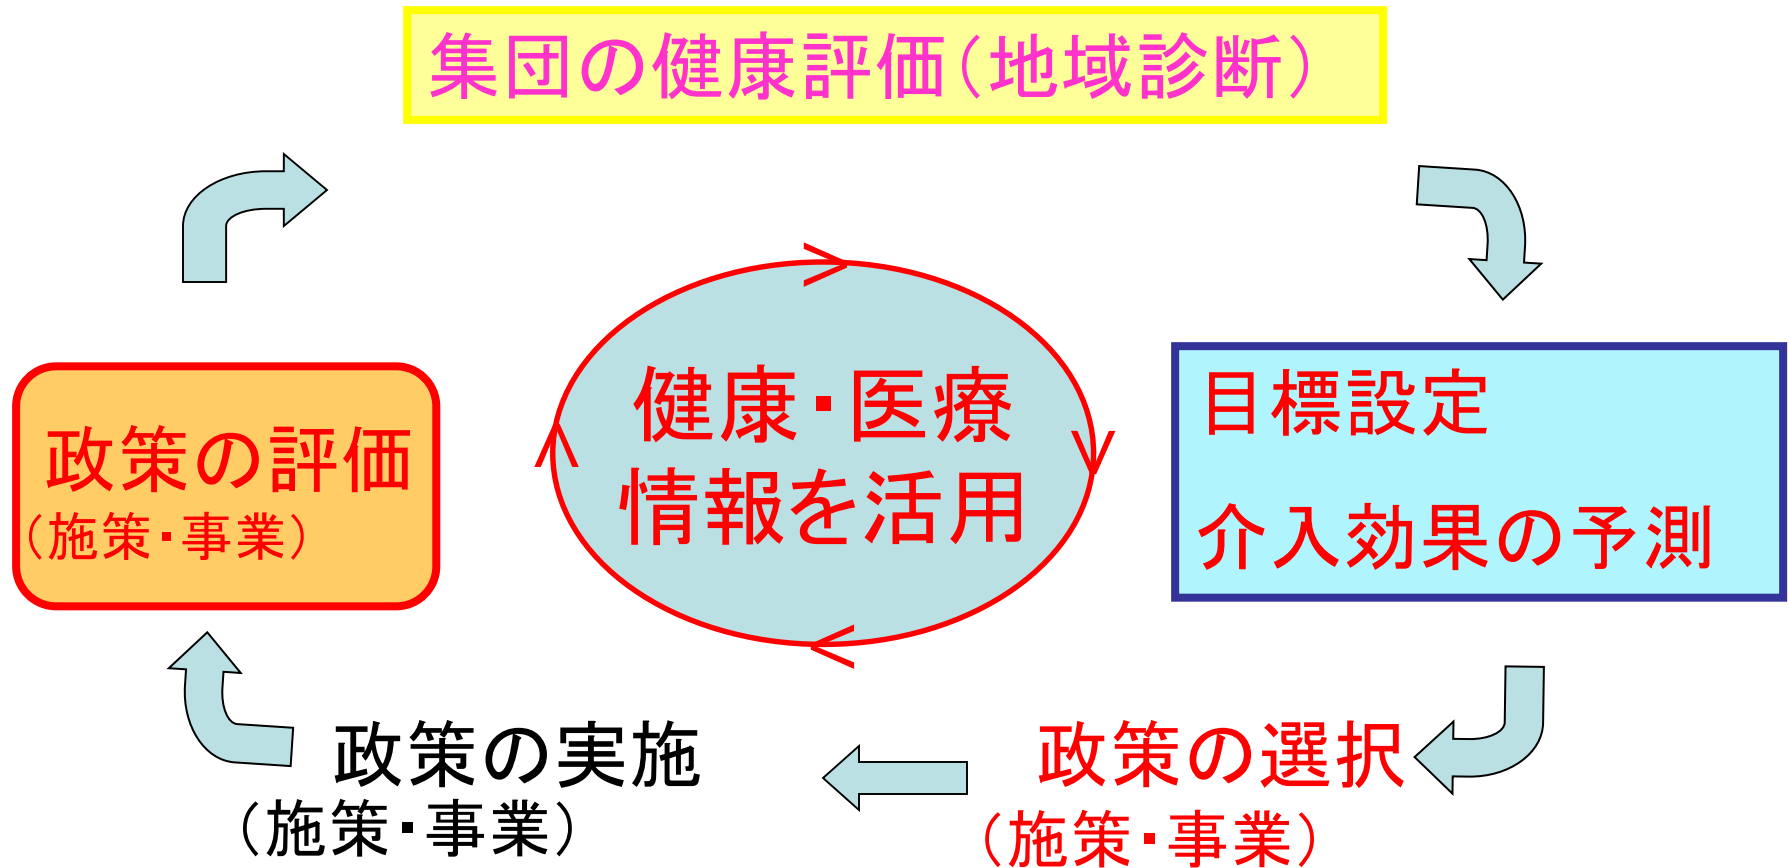 集団の健康評価（地域診断）
健康・医療
情報を活用
目標設定
介入効果の予測
政策の評価
（施策・事業）
政策の実施
（施策・事業）
政策の選択
（施策・事業）